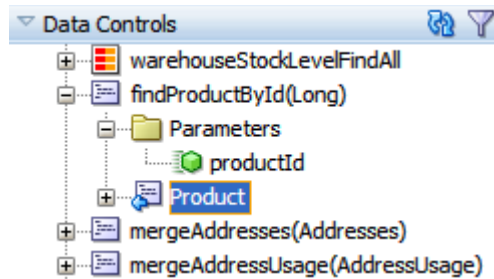 Data Controls
warehouseStockLevelFindAll
findProductById(Long)
Parameters
productId
Product
mergeAddresses(Addresses)
mergeAddressUsage(AddressUsage)